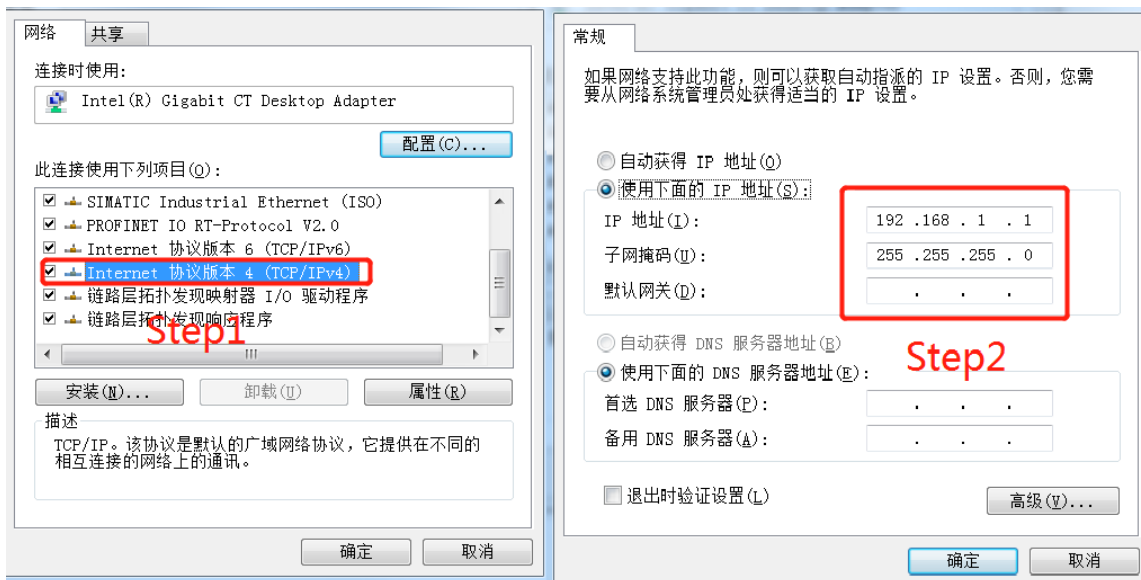 网络 共享
连接时使用:
Intel(R) Gigabit CT Desktop Adapter
配置(C)...
此连接使用下列项目(O):
SIMATIC Industrial Ethernet (ISO)
PROFINET IO RT-Protocol V2.0
Internet 协议版本 6 (TCP/IPv6)
Internet 协议版本 4 (TCP/IPv4)
链路层拓扑发现映射器 I/O 驱动程序
链路层拓扑发现响应程序
Step1
安装(N)... 卸载(U) 属性(R)
描述
TCP/IP。该协议是默认的广域网络协议，它提供在不同的
相互连接的网络上的通讯。
确定 取消
常规
如果网络支持此功能，则可以获取自动指派的 IP 设置。否则，您需
要从网络系统管理员处获得适当的 IP 设置。
自动获得 IP 地址(O)
使用下面的 IP 地址(S):
IP 地址(I): 192 .168 . 1 . 1
子网掩码(U): 255 .255 .255 . 0
默认网关(D): . . .
自动获得 DNS 服务器地址(B)
Step2
使用下面的 DNS 服务器地址(E):
首选 DNS 服务器(P): . . .
备用 DNS 服务器(A): . . .
退出时验证设置(L)
高级(V)...
确定 取消